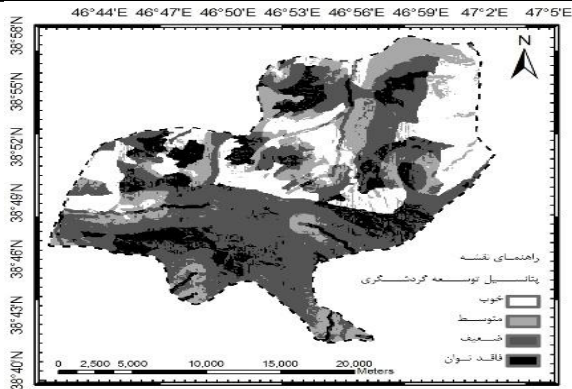 46°44'E 46°47'E 46°50'E 46°53'E 46°56'E 46°59'E 47°2'E 47°5'E
38°58'N
38°55'N
38°52'N
38°49'N
38°46'N
38°43'N
38°40'N
N
راهنمای نقشه
پتانسیل توسعه گردشگری
خوب
متوسط
ضعیف
فاقد توان
0 2,500 5,000 10,000 15,000 20,000
Meters